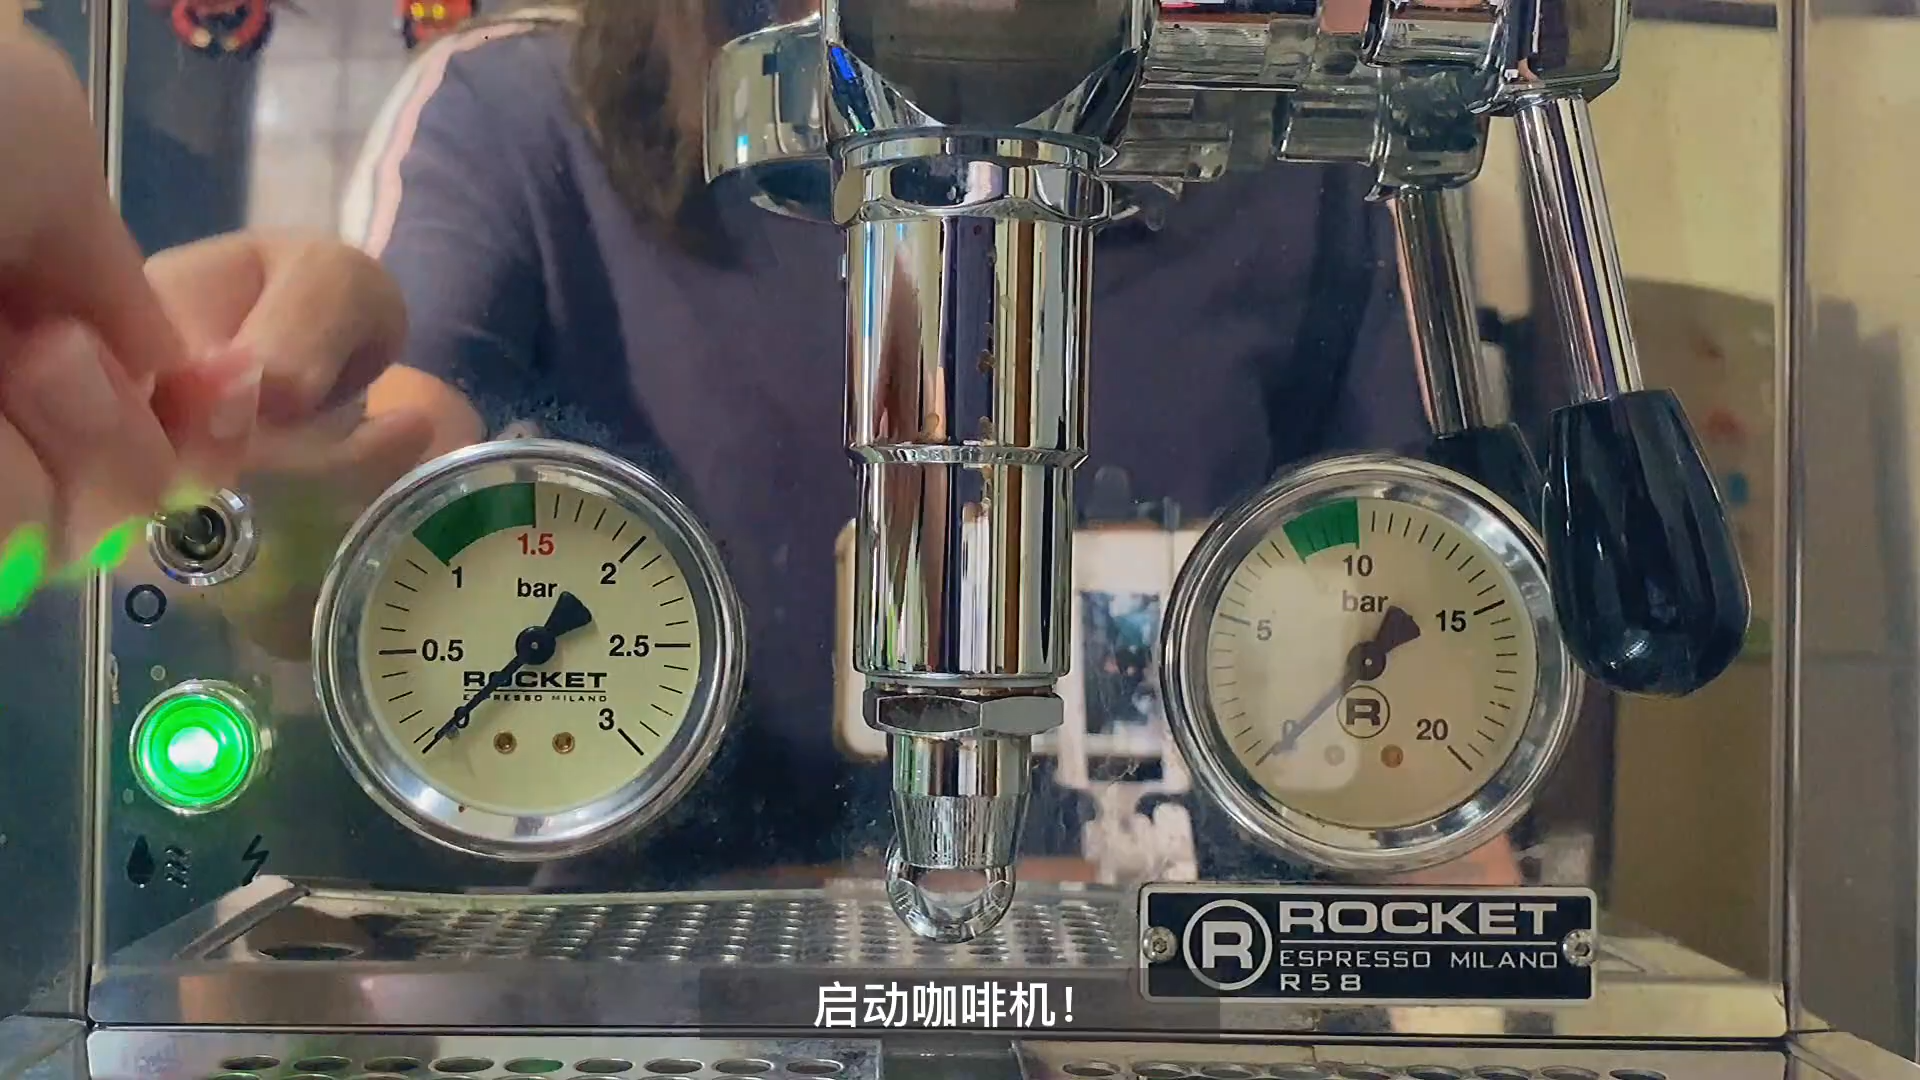 1.5
1
2
bar
0.5
2.5
ROCKET
ESPRESSO MILANO
0
3
10
bar
5
15
R
0
20
R
ROCKET
ESPRESSO MILANO
R58
启动咖啡机！